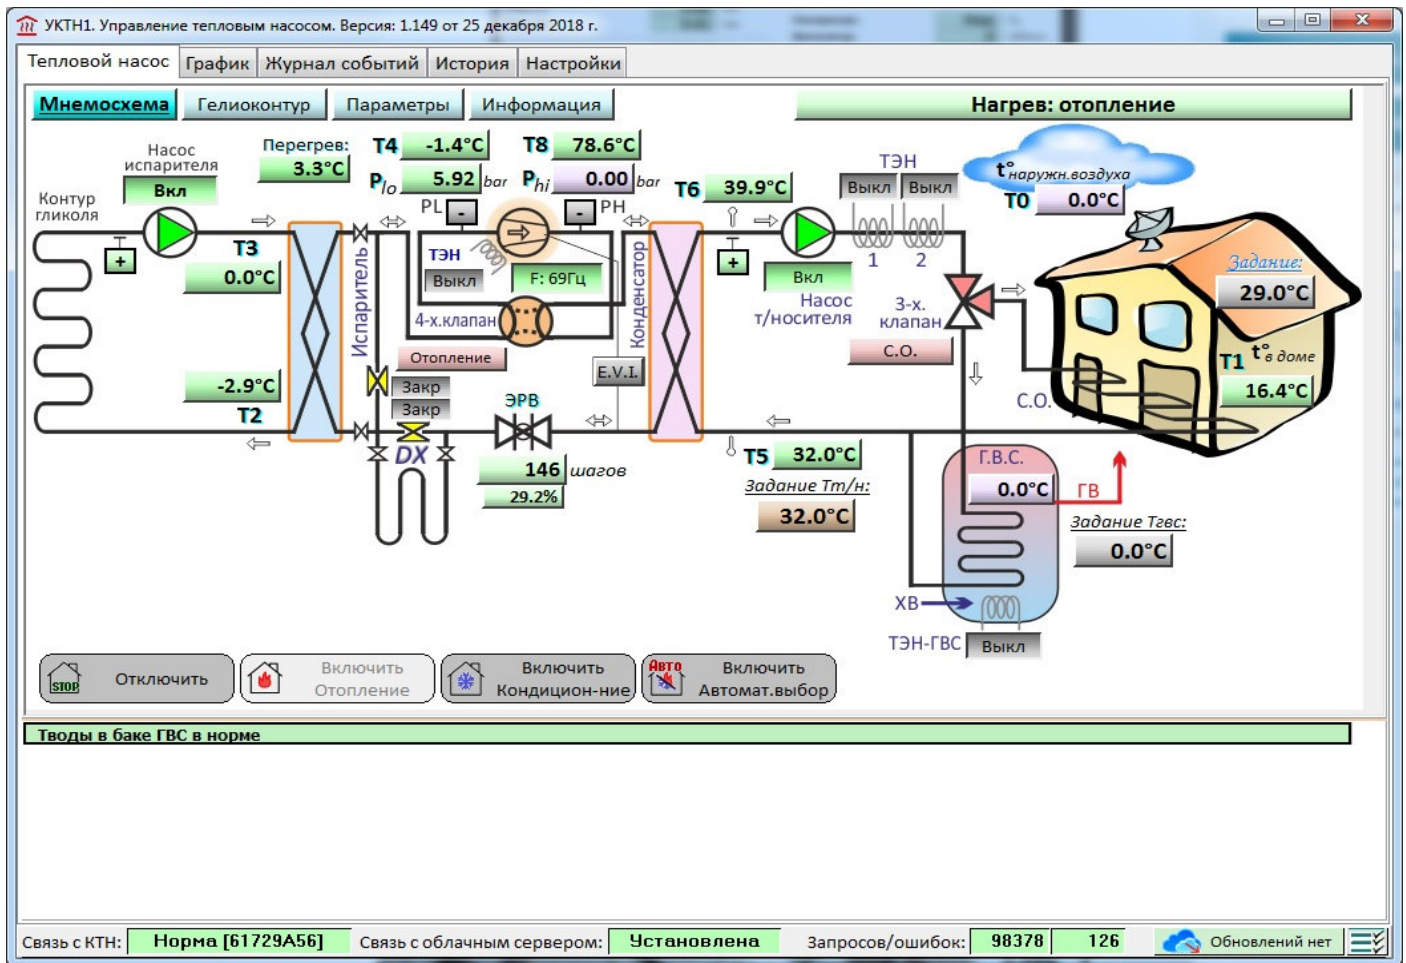 УКТН1. Управление тепловым насосом. Версия: 1.149 от 25 декабря 2018 г.
Тепловой насос График Журнал событий История Настройки
Мнемосхема Гелиоконтур Параметры Информация Нагрев: отопление
Насос испарителя
Вкл
Перегрев:
3.3°C
T4 -1.4°C
Plo 5.92 bar
T8 78.6°C
Phi 0.00 bar
PL -
- PH
T6 39.9°C
ТЭН
Выкл Выкл
1 2
t° наружн.воздуха
T0 0.0°C
Контур гликоля
+
T3
0.0°C
-2.9°C
T2
Испаритель
ТЭН
Выкл
F: 69Гц
4-х.клапан
Отопление
Закр
Закр
DX
ЭРВ
146 шагов
29.2%
E.V.I.
Конденсатор
+
Вкл
Насос т/носителя
3-х. клапан
С.О.
Задание:
29.0°C
T1 t° в доме
16.4°C
С.О.
T5 32.0°C
Задание Тт/н:
32.0°C
Г.В.С.
0.0°C
ГВ
Задание Тгвс:
0.0°C
ХВ
ТЭН-ГВС Выкл
STOP Отключить
Включить Отопление
Включить Кондицион-ние
Авто Включить Автомат.выбор
Тводы в баке ГВС в норме
Связь с КТН: Норма [61729A56] Связь с облачным сервером: Установлена Запросов/ошибок: 98378 126 Обновлений нет